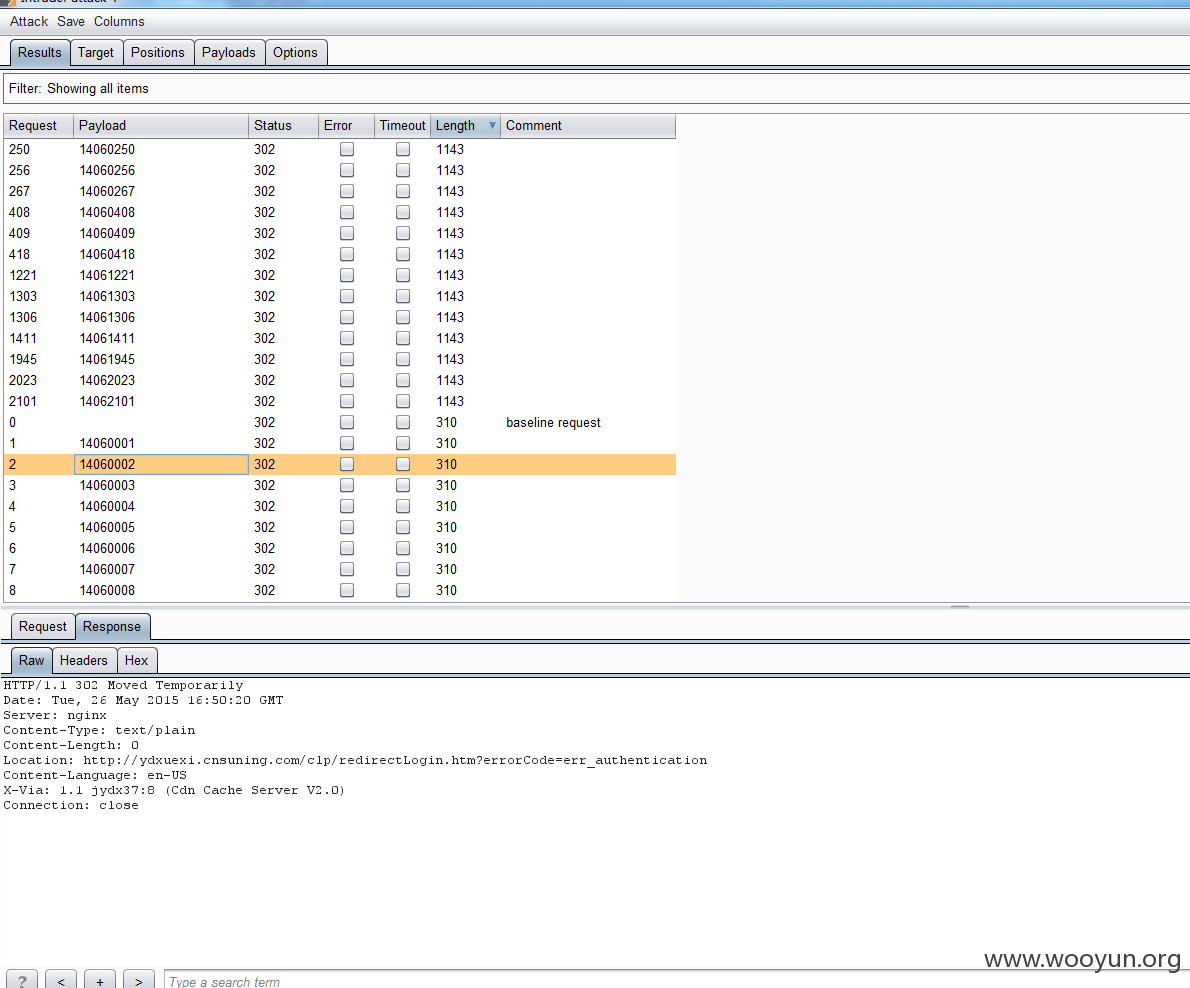 Intruder attack 4
Attack Save Columns
Results Target Positions Payloads Options
Filter: Showing all items
Request Payload Status Error Timeout Length Comment
250 14060250 302 1143
256 14060256 302 1143
267 14060267 302 1143
408 14060408 302 1143
409 14060409 302 1143
418 14060418 302 1143
1221 14061221 302 1143
1303 14061303 302 1143
1306 14061306 302 1143
1411 14061411 302 1143
1945 14061945 302 1143
2023 14062023 302 1143
2101 14062101 302 1143
0 302 310 baseline request
1 14060001 302 310
2 14060002 302 310
3 14060003 302 310
4 14060004 302 310
5 14060005 302 310
6 14060006 302 310
7 14060007 302 310
8 14060008 302 310
Request Response
Raw Headers Hex
HTTP/1.1 302 Moved Temporarily
Date: Tue, 26 May 2015 16:50:20 GMT
Server: nginx
Content-Type: text/plain
Content-Length: 0
Location: http://ydxuexi.cnsuning.com/clp/redirectLogin.htm?errorCode=err_authentication
Content-Language: en-US
X-Via: 1.1 jydx37:8 (Cdn Cache Server V2.0)
Connection: close
www.wooyun.org
? < + > Type a search term